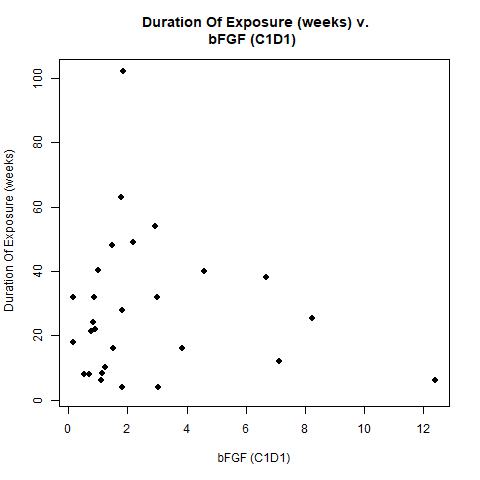 Duration Of Exposure (weeks) v.
bFGF (C1D1)
Duration Of Exposure (weeks)
100
80
60
40
20
0
0 2 4 6 8 10 12
bFGF (C1D1)